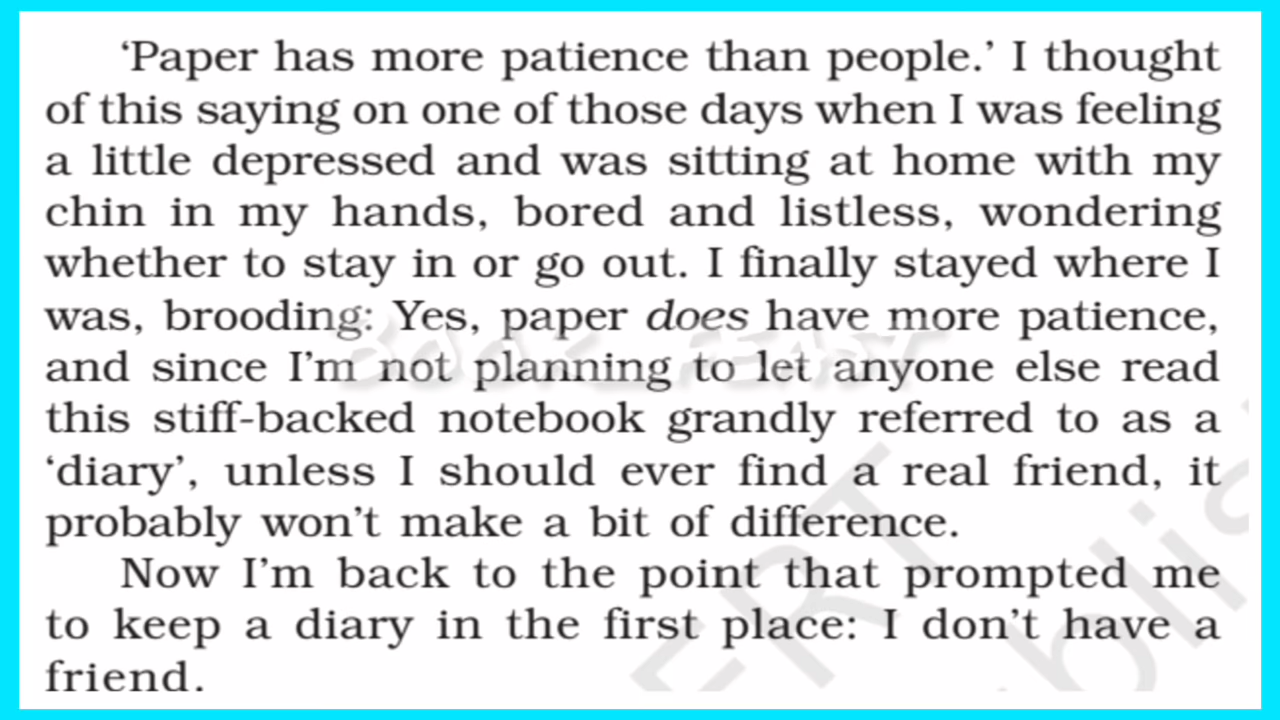 ‘Paper has more patience than people.’ I thought
of this saying on one of those days when I was feeling
a little depressed and was sitting at home with my
chin in my hands, bored and listless, wondering
whether to stay in or go out. I finally stayed where I
was, brooding: Yes, paper does have more patience,
and since I’m not planning to let anyone else read
this stiff-backed notebook grandly referred to as a
‘diary’, unless I should ever find a real friend, it
probably won’t make a bit of difference.
Now I’m back to the point that prompted me
to keep a diary in the first place: I don’t have a
friend.